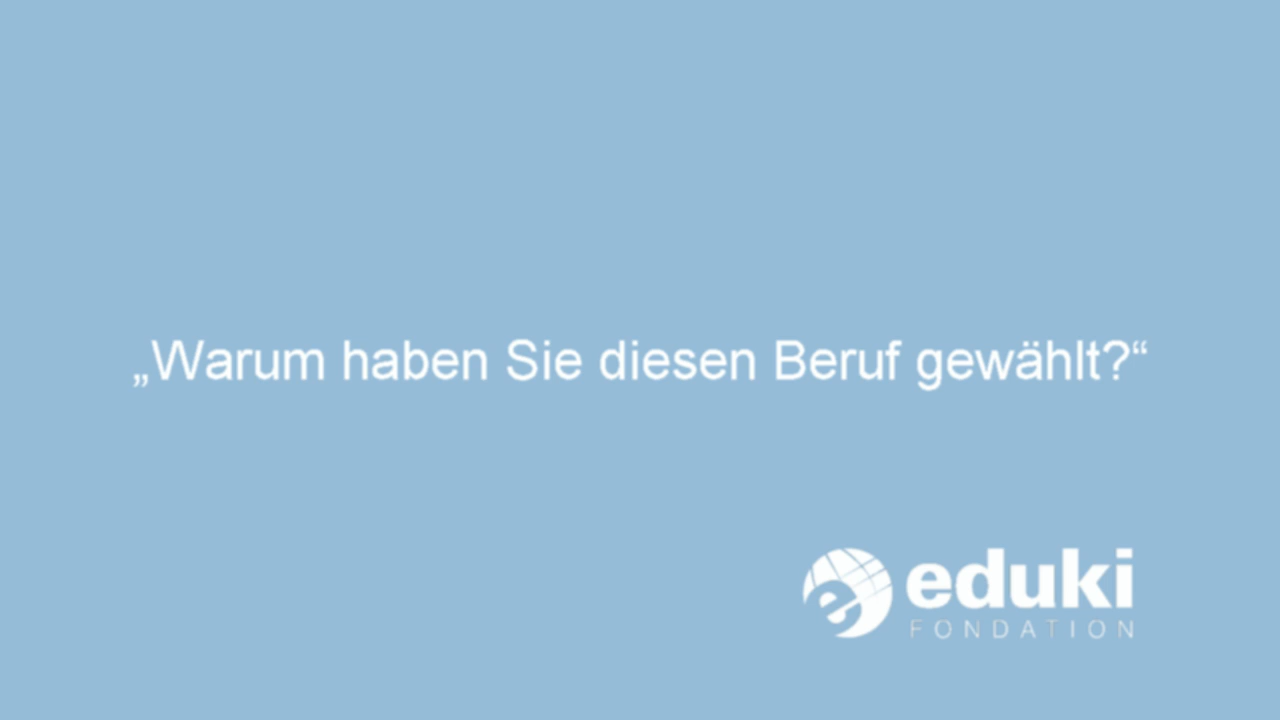 „Warum haben Sie diesen Beruf gewählt?“
eduki
FONDATION